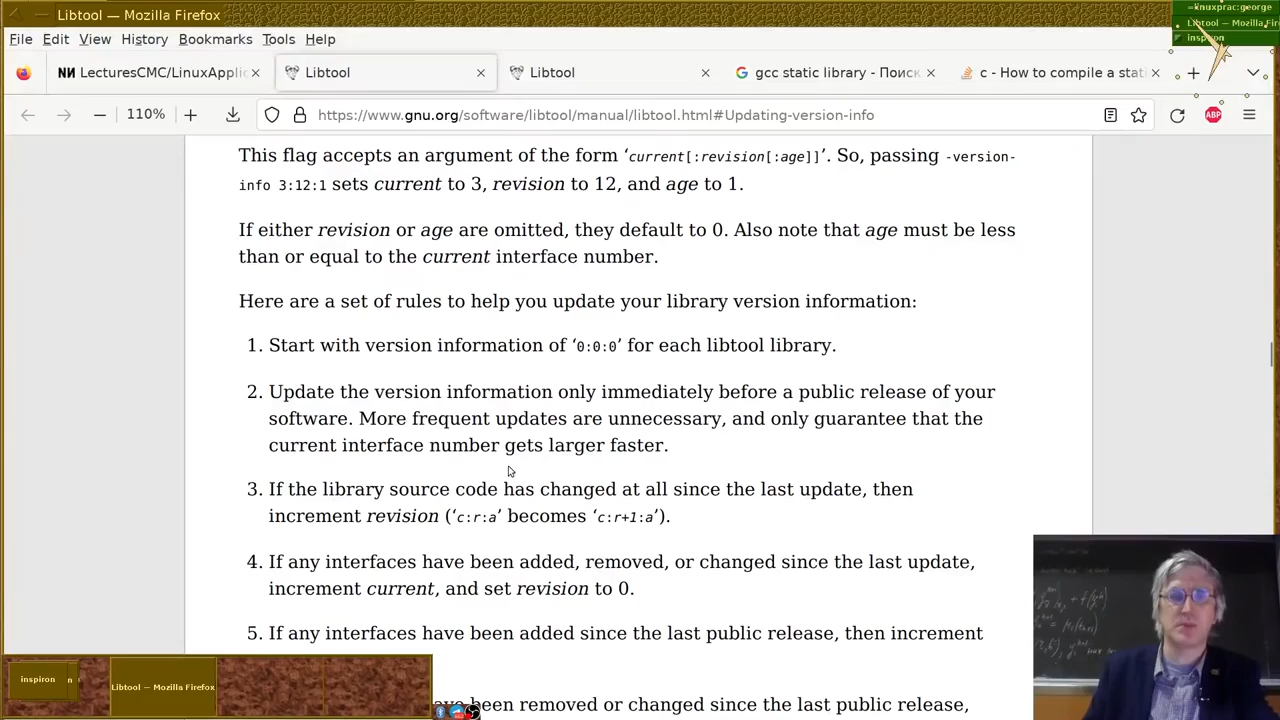 Libtool — Mozilla Firefox
=linuxprac:george
Libtool — Mozilla Fire
inspiron
File Edit View History Bookmarks Tools Help
LecturesCMC/LinuxApplic
Libtool
Libtool
gcc static library - Поиск
c - How to compile a stat
110%
https://www.gnu.org/software/libtool/manual/libtool.html#Updating-version-info
ABP
This flag accepts an argument of the form ‘current[:revision[:age]]’. So, passing -version-
info 3:12:1 sets current to 3, revision to 12, and age to 1.
If either revision or age are omitted, they default to 0. Also note that age must be less
than or equal to the current interface number.
Here are a set of rules to help you update your library version information:
1. Start with version information of ‘0:0:0’ for each libtool library.
2. Update the version information only immediately before a public release of your
software. More frequent updates are unnecessary, and only guarantee that the
current interface number gets larger faster.
3. If the library source code has changed at all since the last update, then
increment revision (‘c:r:a’ becomes ‘c:r+1:a’).
4. If any interfaces have been added, removed, or changed since the last update,
increment current, and set revision to 0.
5. If any interfaces have been added since the last public release, then increment
been removed or changed since the last public release,
inspiron
Libtool — Mozilla Firefox